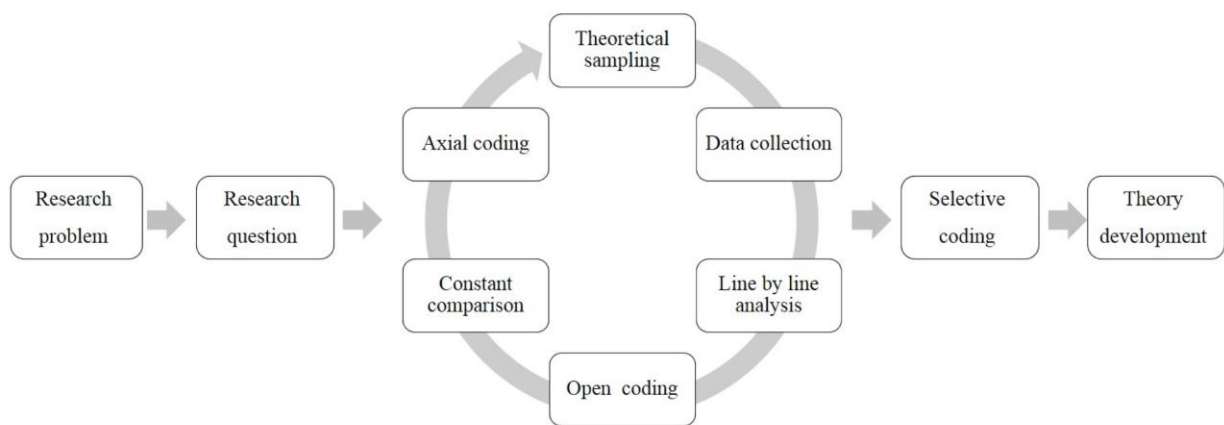 Research
problem
Research
question
Theoretical
sampling
Data collection
Line by line
analysis
Open coding
Constant
comparison
Axial coding
Selective
coding
Theory
development